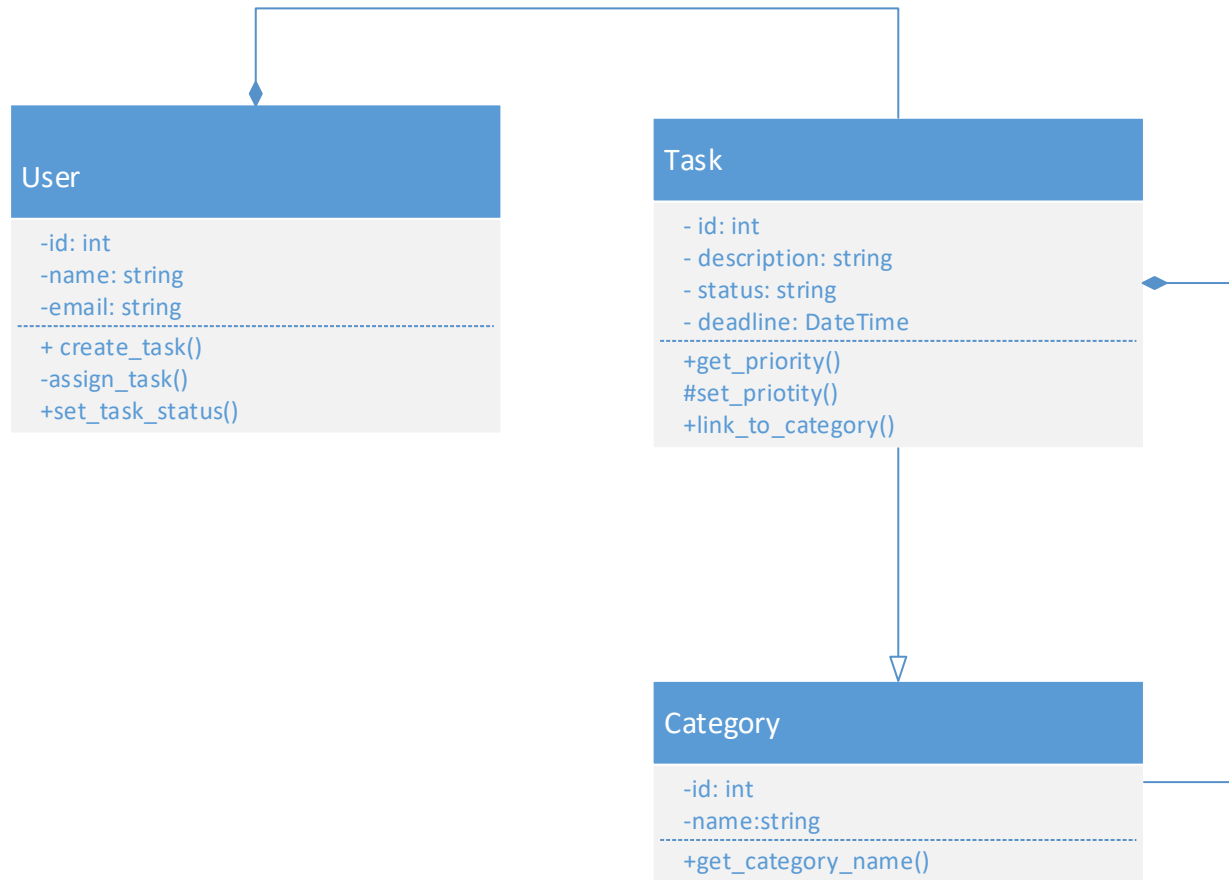 User
-id: int
-name: string
-email: string
+ create_task()
-assign_task()
+set_task_status()
Task
- id: int
- description: string
- status: string
- deadline: DateTime
+get_priority()
#set_priotity()
+link_to_category()
Category
-id: int
-name:string
+get_category_name()